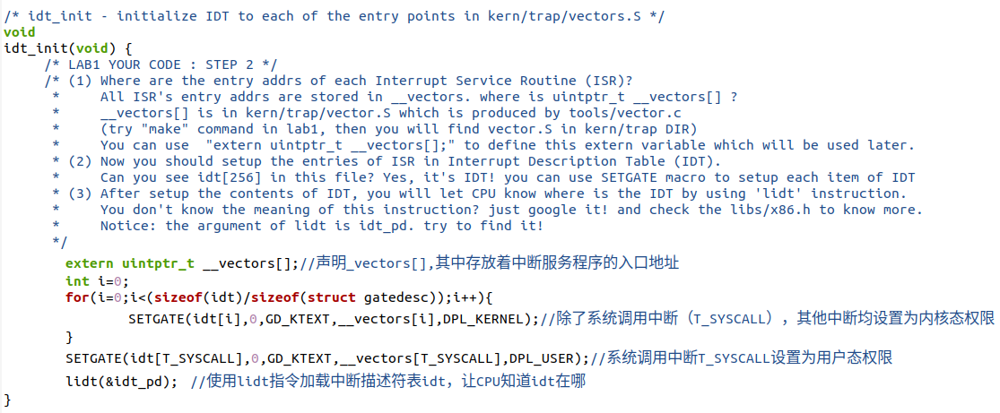 /* idt_init - initialize IDT to each of the entry points in kern/trap/vectors.S */
void
idt_init(void) {
/* LAB1 YOUR CODE : STEP 2 */
/* (1) Where are the entry addrs of each Interrupt Service Routine (ISR)?
* All ISR's entry addrs are stored in __vectors. where is uintptr_t __vectors[] ?
* __vectors[] is in kern/trap/vector.S which is produced by tools/vector.c
* (try "make" command in lab1, then you will find vector.S in kern/trap DIR)
* You can use "extern uintptr_t __vectors[];" to define this extern variable which will be used later.
* (2) Now you should setup the entries of ISR in Interrupt Description Table (IDT).
* Can you see idt[256] in this file? Yes, it's IDT! you can use SETGATE macro to setup each item of IDT
* (3) After setup the contents of IDT, you will let CPU know where is the IDT by using 'lidt' instruction.
* You don't know the meaning of this instruction? just google it! and check the libs/x86.h to know more.
* Notice: the argument of lidt is idt_pd. try to find it!
*/
extern uintptr_t __vectors[];//声明_vectors[],其中存放着中断服务程序的入口地址
int i=0;
for(i=0;i<(sizeof(idt)/sizeof(struct gatedesc));i++){
SETGATE(idt[i],0,GD_KTEXT,__vectors[i],DPL_KERNEL);//除了系统调用中断（T_SYSCALL），其他中断均设置为内核态权限
}
SETGATE(idt[T_SYSCALL],0,GD_KTEXT,__vectors[T_SYSCALL],DPL_USER);//系统调用中断T_SYSCALL设置为用户态权限
lidt(&idt_pd); //使用lidt指令加载中断描述符表idt，让CPU知道idt在哪
}